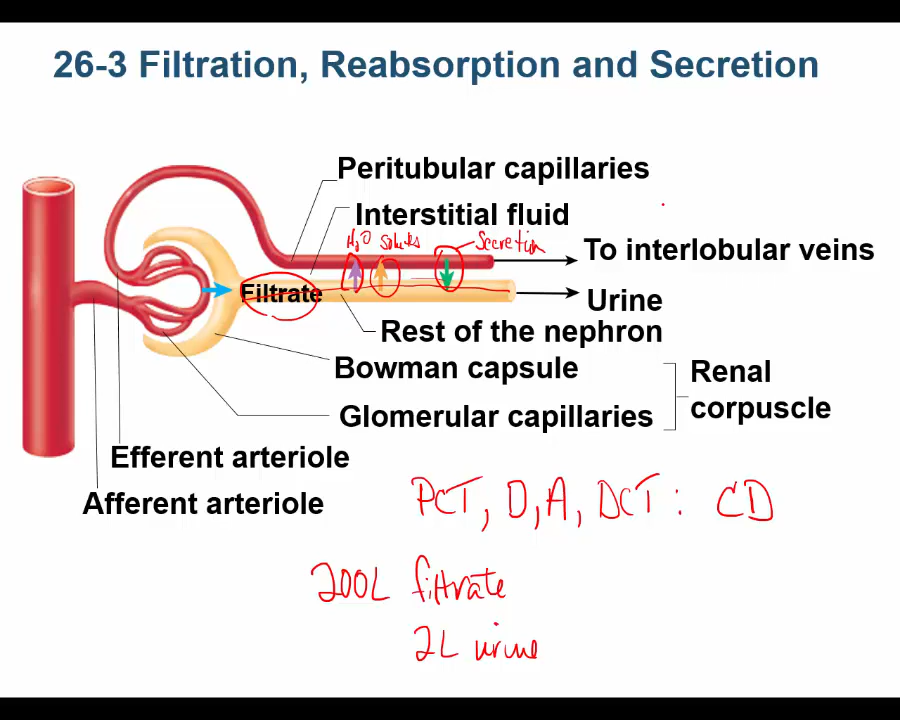 26-3 Filtration, Reabsorption and Secretion
Peritubular capillaries
Interstitial fluid
H2O Solutes Secretion
To interlobular veins
Filtrate
Urine
Rest of the nephron
Bowman capsule
Renal
corpuscle
Glomerular capillaries
Efferent arteriole
Afferent arteriole
PCT, D, A, DCT: CD
200L filtrate
2L urine